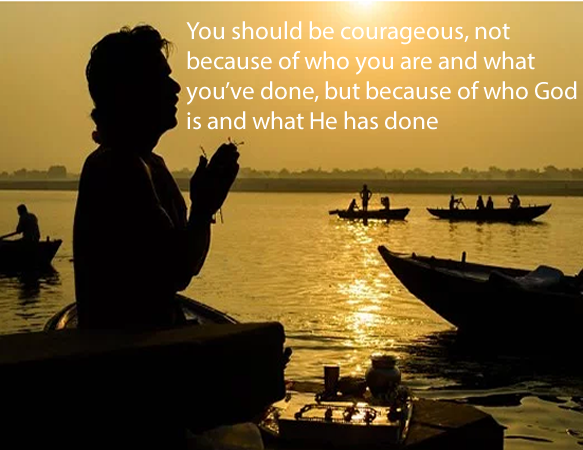 You should be courageous, not
because of who you are and what
you’ve done, but because of who God
is and what He has done